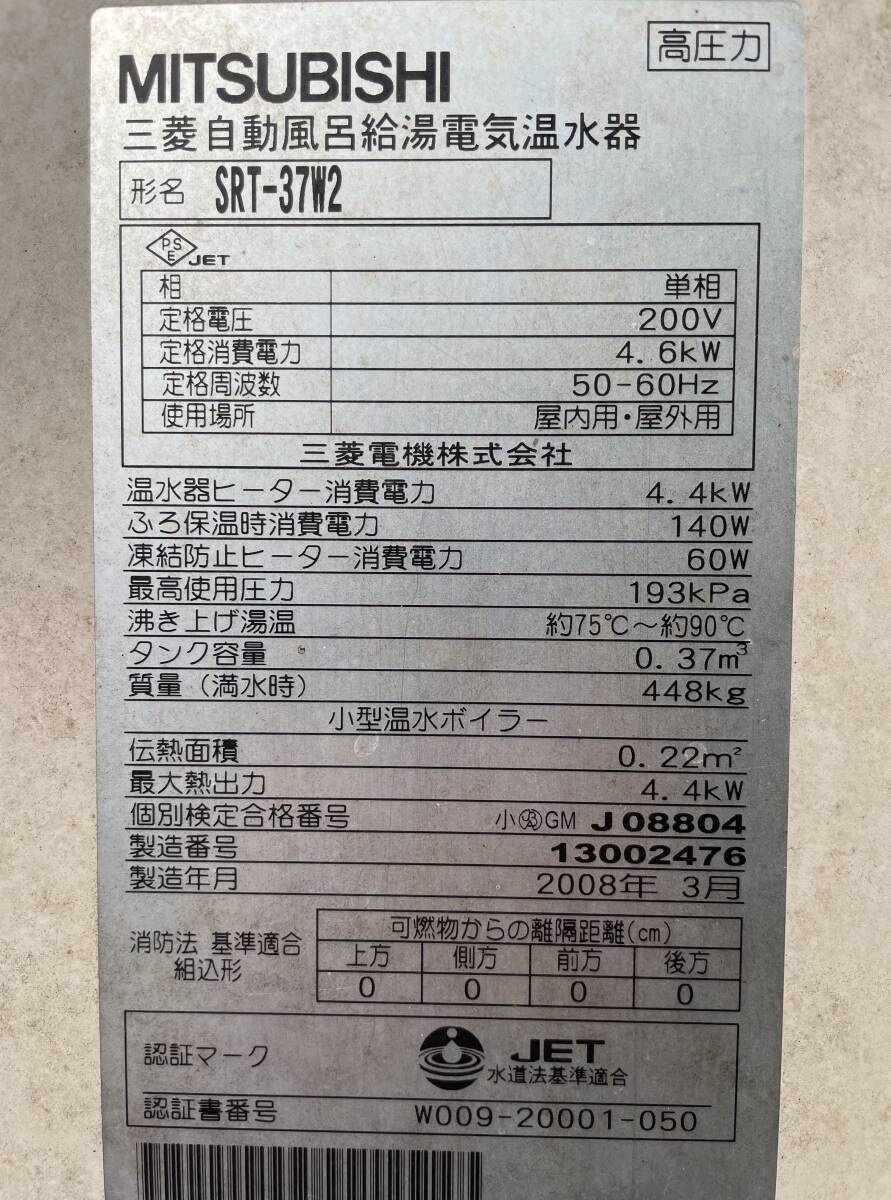 高圧力
MITSUBISHI
三菱自動風呂給湯電気温水器
形名 SRT-37W2
PSE JET
相 単相
定格電圧 200V
定格消費電力 4.6kW
定格周波数 50-60Hz
使用場所 屋内用・屋外用
三菱電機株式会社
温水器ヒーター消費電力 4.4kW
ふろ保温時消費電力 140W
凍結防止ヒーター消費電力 60W
最高使用圧力 193kPa
沸き上げ湯温 約75℃〜約90℃
タンク容量 0.37m³
質量（満水時） 448kg
小型温水ボイラー
伝熱面積 0.22m²
最大熱出力 4.4kW
個別検定合格番号 小 GM J 08804
製造番号 13002476
製造年月 2008年 3月
消防法 基準適合
組込形
可燃物からの離隔距離(cm)
上方 側方 前方 後方
0 0 0 0
認証マーク JET
水道法基準適合
認証書番号 W009-20001-050